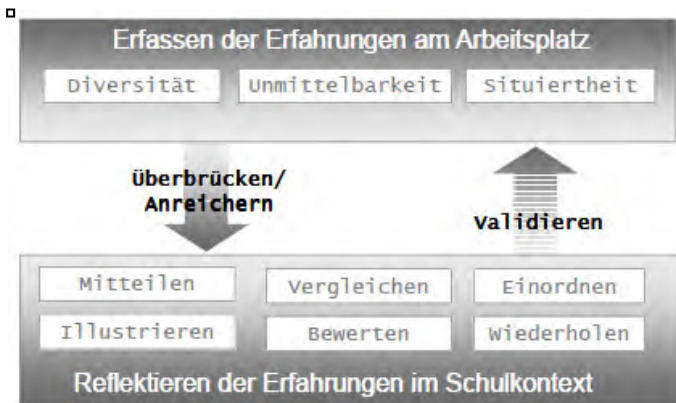 Erfassen der Erfahrungen am Arbeitsplatz
Diversität Unmittelbarkeit Situiertheit
Überbrücken/
Anreichern
Validieren
Mitteilen Vergleichen Einordnen
Illustrieren Bewerten Wiederholen
Reflektieren der Erfahrungen im Schulkontext